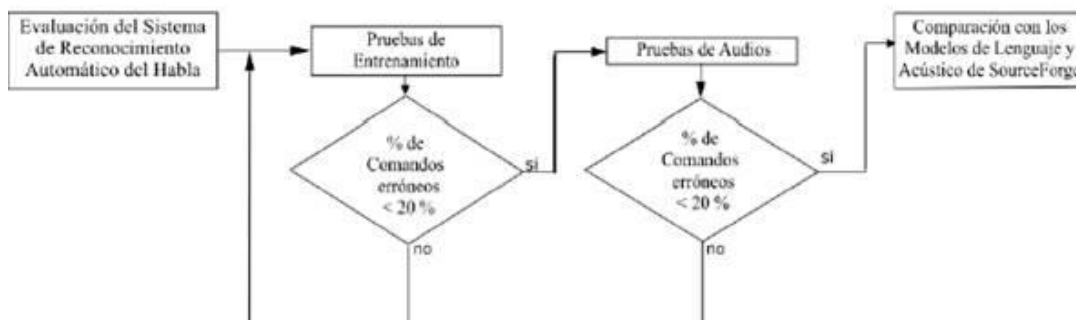 Evaluación del Sistema
de Reconocimiento
Automático del Habla
Pruebas de
Entrenamiento
% de
Comandos
erróneos
< 20 %
si
no
Pruebas de Audios
% de
Comandos
erróneos
< 20 %
si
no
Comparación con los
Modelos de Lenguaje y
Acústico de SourceForge